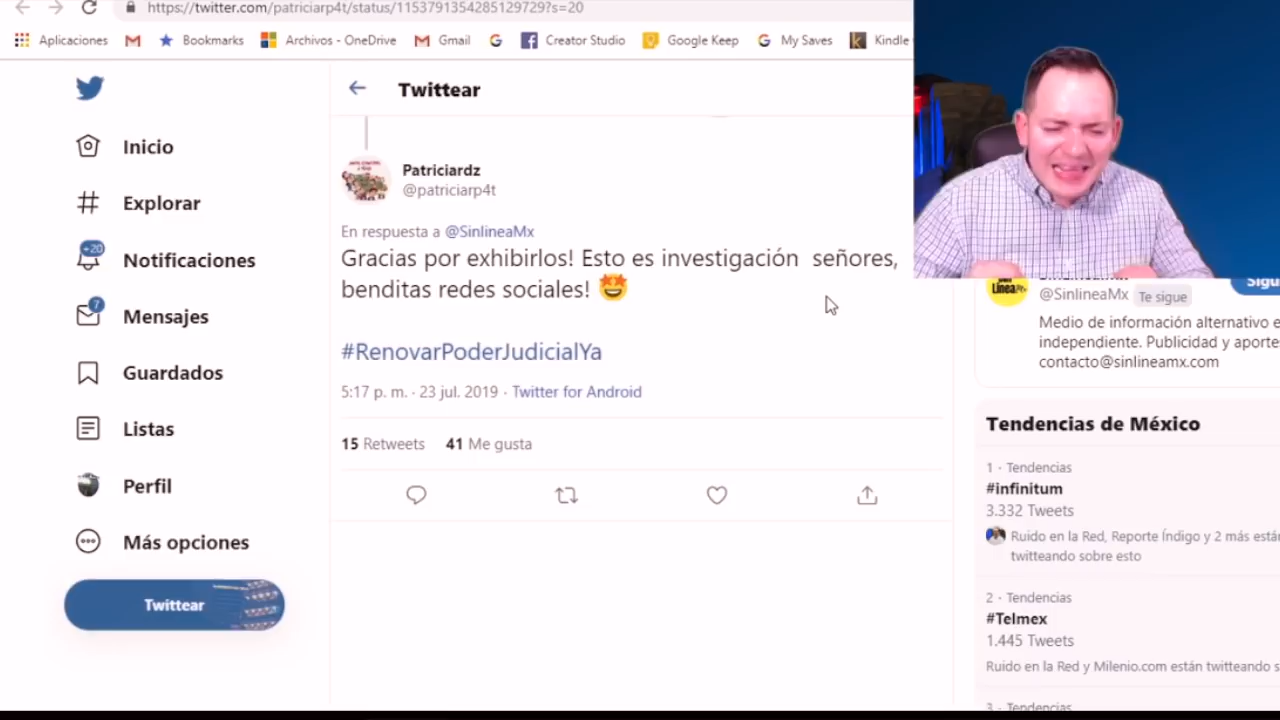 https://twitter.com/patriciarp4t/status/1153791354285129729?s=20
Aplicaciones
Bookmarks
Archivos - OneDrive
Gmail
Creator Studio
Google Keep
My Saves
Kindle
Inicio
Explorar
+20
Notificaciones
7
Mensajes
Guardados
Listas
Perfil
Más opciones
Twittear
Twittear
Patriciardz
@patriciarp4t
En respuesta a @SinlineaMx
Gracias por exhibirlos! Esto es investigación señores,
benditas redes sociales! 🤩
#RenovarPoderJudicialYa
5:17 p. m. · 23 jul. 2019 · Twitter for Android
15 Retweets 41 Me gusta
Línea
@SinlineaMx Te sigue
Medio de información alternativo e
independiente. Publicidad y aportes
contacto@sinlineamx.com
Tendencias de México
1 · Tendencias
#infinitum
3.332 Tweets
Ruido en la Red, Reporte Índigo y 2 más está
twitteando sobre esto
2 · Tendencias
#Telmex
1.445 Tweets
Ruido en la Red y Milenio.com están twitteando s
3 · Tendencias